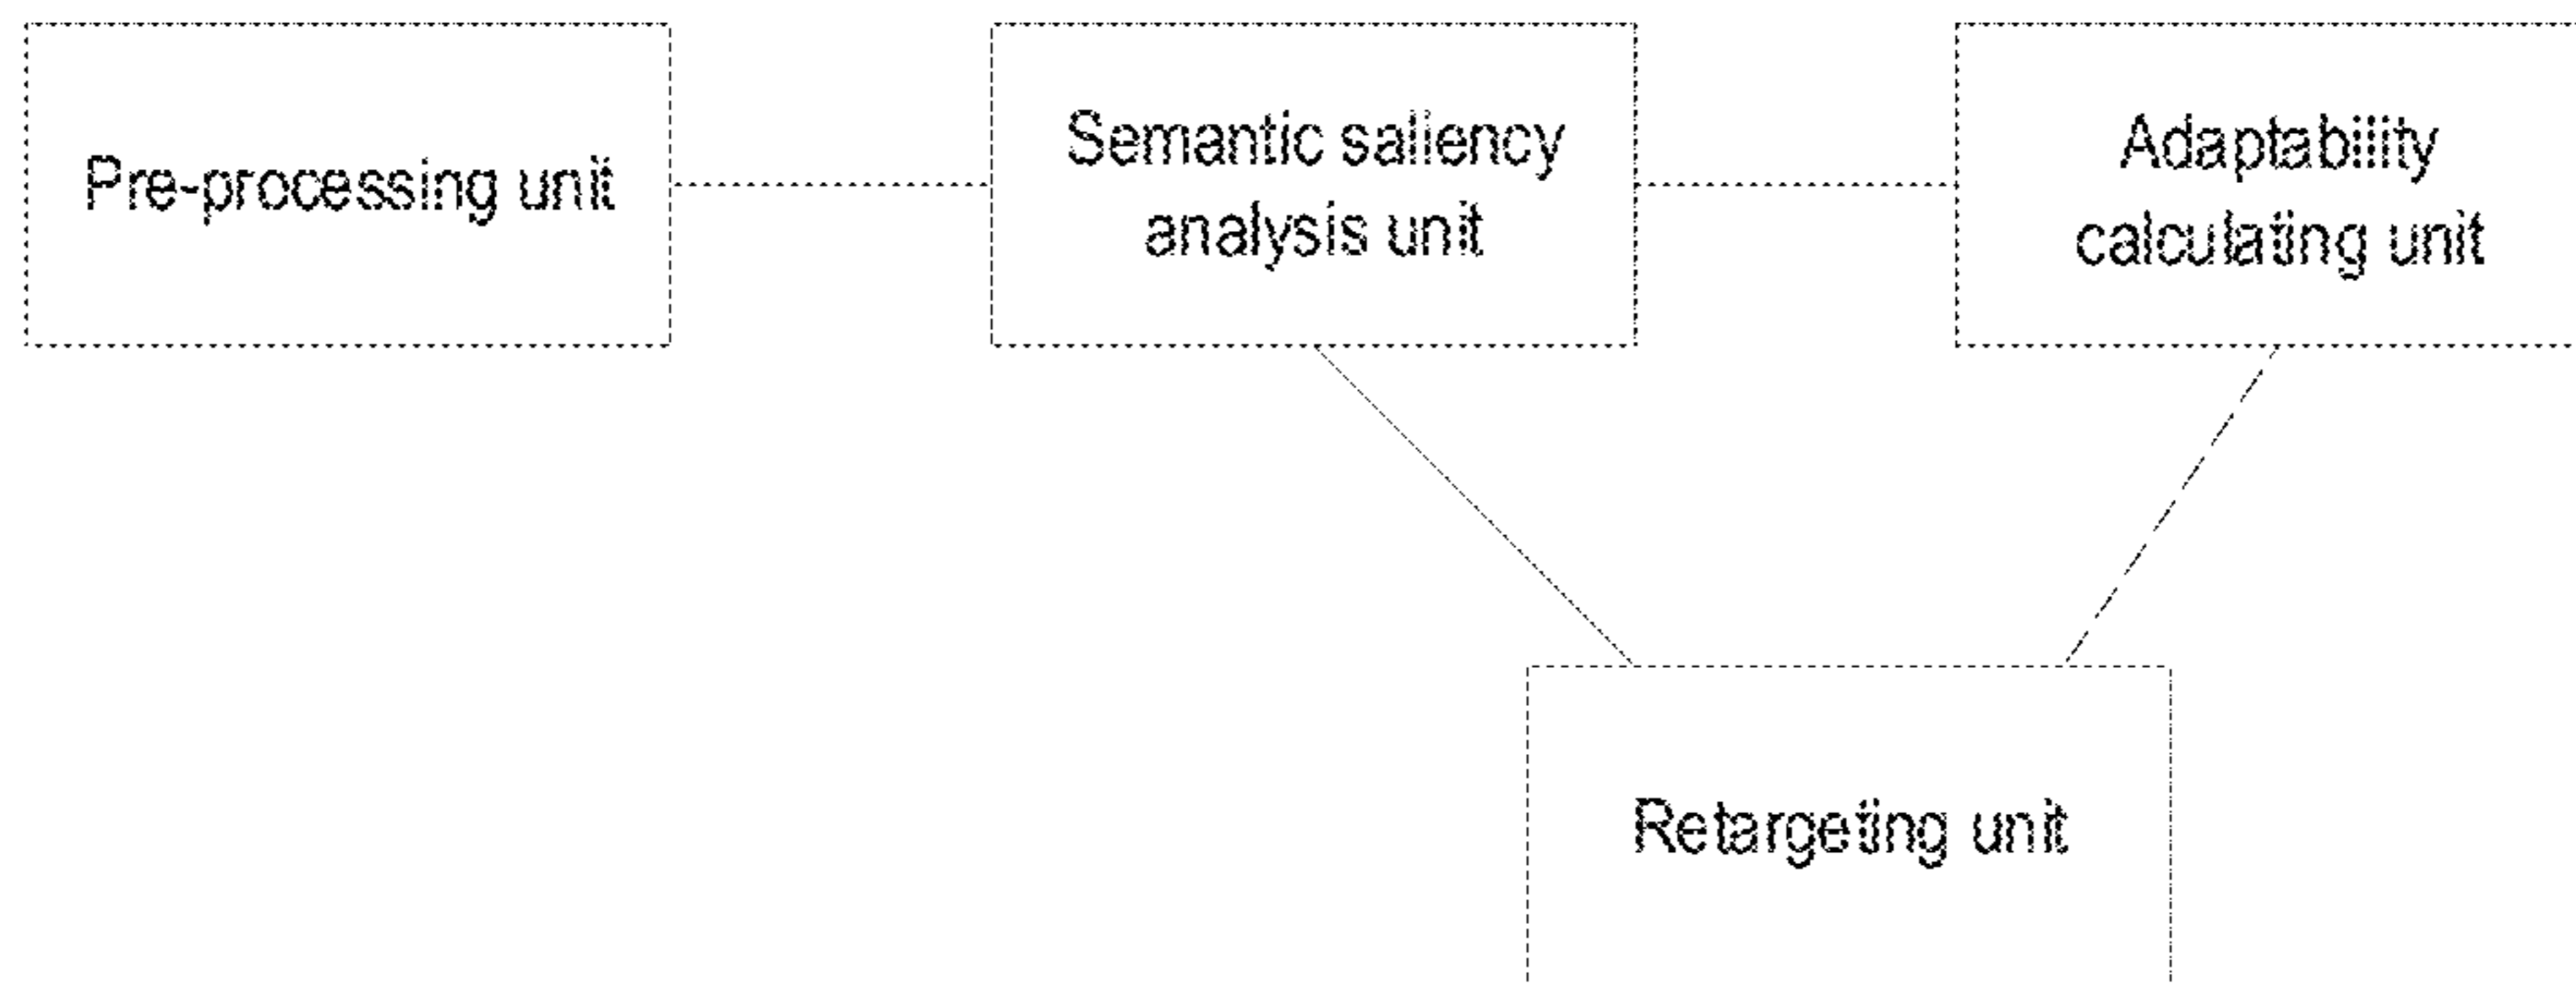 Pre-processing unit
Semantic saliency
analysis unit
Adaptability
calculating unit
Retargeting unit